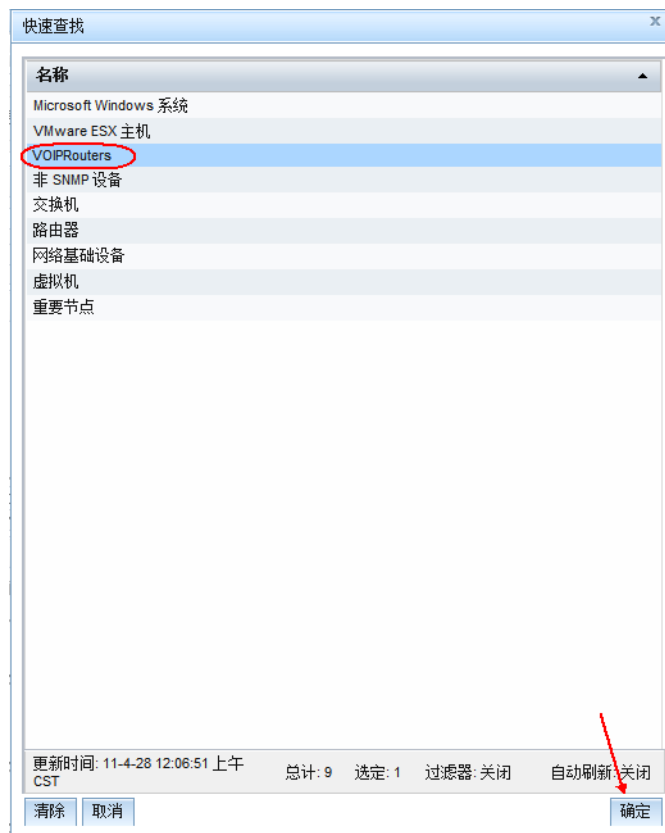 快速查找
x
名称
Microsoft Windows 系统
VMware ESX 主机
VOIPRouters
非 SNMP 设备
交换机
路由器
网络基础设备
虚拟机
重要节点
更新时间: 11-4-28 12:06:51 上午
CST
总计: 9 选定: 1 过滤器: 关闭 自动刷新: 关闭
清除 取消 确定